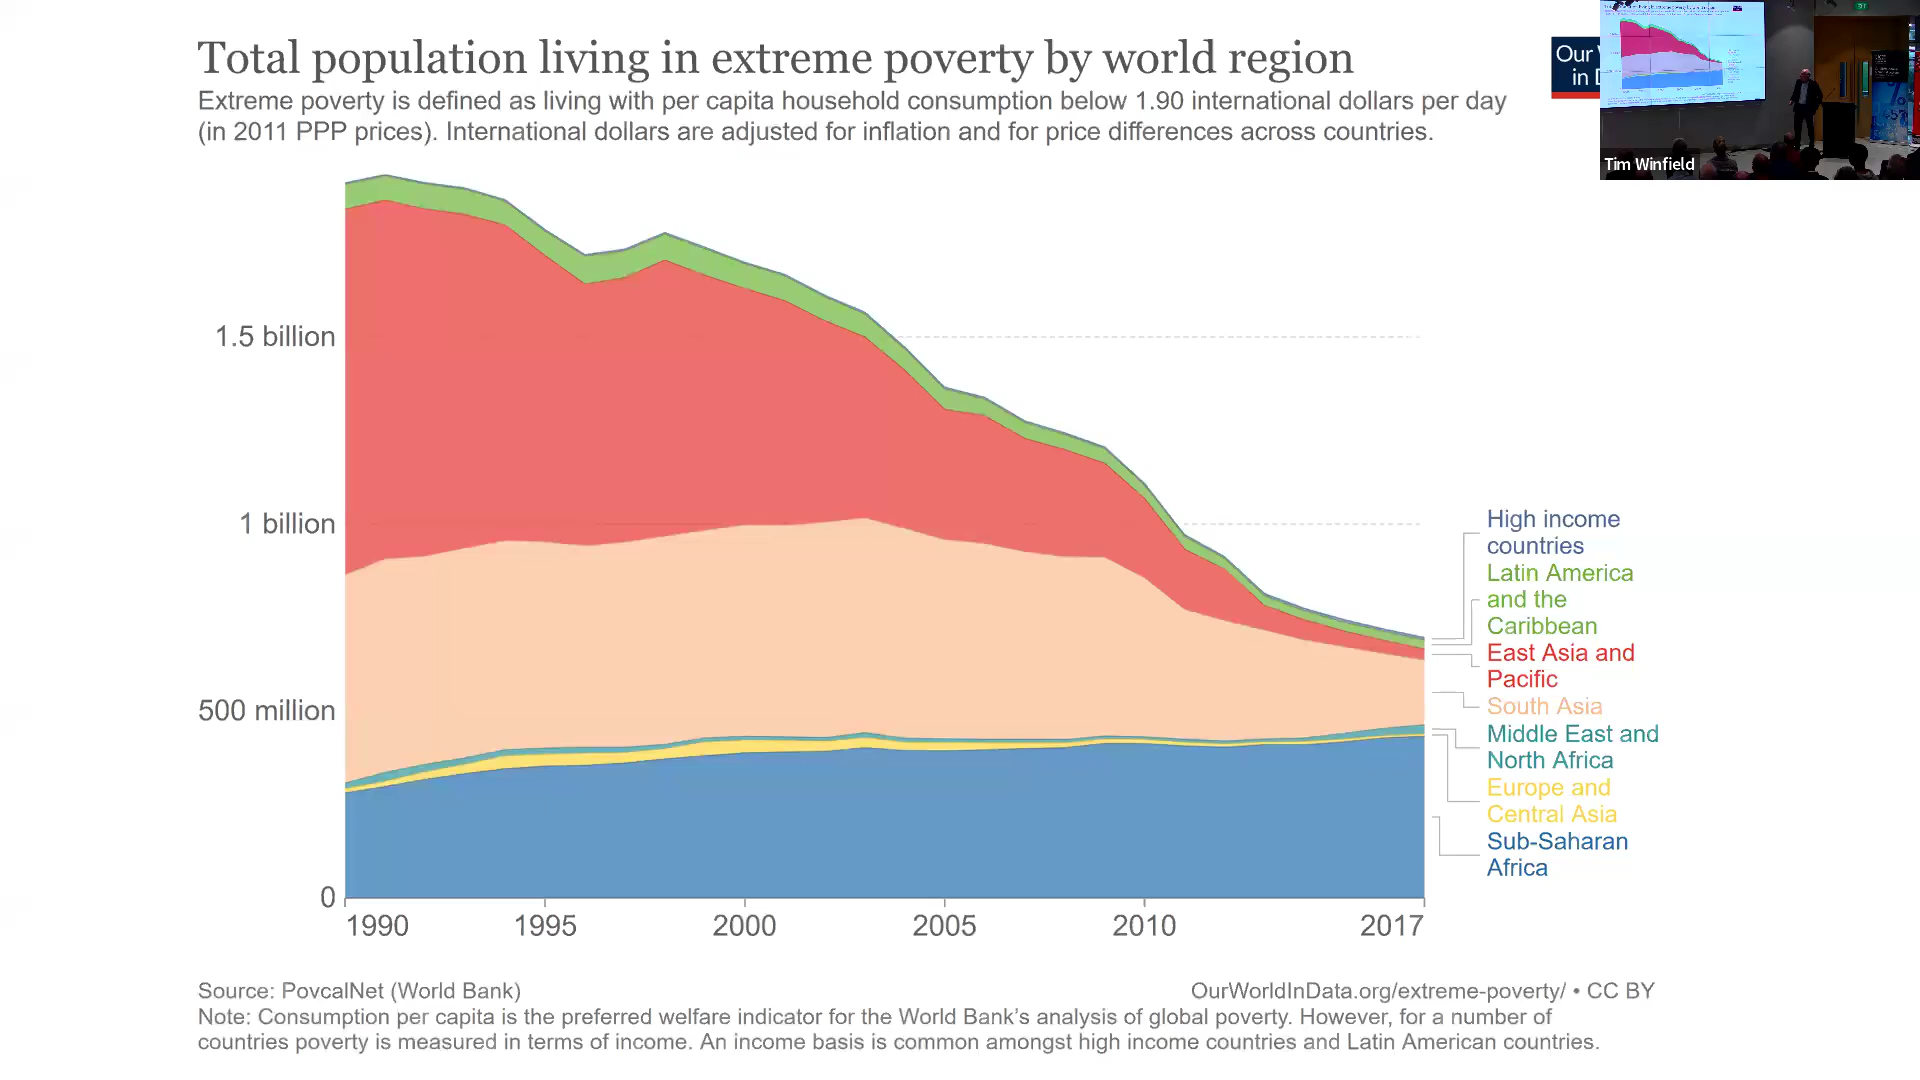 Total population living in extreme poverty by world region
Extreme poverty is defined as living with per capita household consumption below 1.90 international dollars per day
(in 2011 PPP prices). International dollars are adjusted for inflation and for price differences across countries.
Our
in D
Tim Winfield
1.5 billion
1 billion
500 million
0
1990
1995
2000
2005
2010
2017
High income
countries
Latin America
and the
Caribbean
East Asia and
Pacific
South Asia
Middle East and
North Africa
Europe and
Central Asia
Sub-Saharan
Africa
Source: PovcalNet (World Bank)
OurWorldInData.org/extreme-poverty/ • CC BY
Note: Consumption per capita is the preferred welfare indicator for the World Bank's analysis of global poverty. However, for a number of
countries poverty is measured in terms of income. An income basis is common amongst high income countries and Latin American countries.